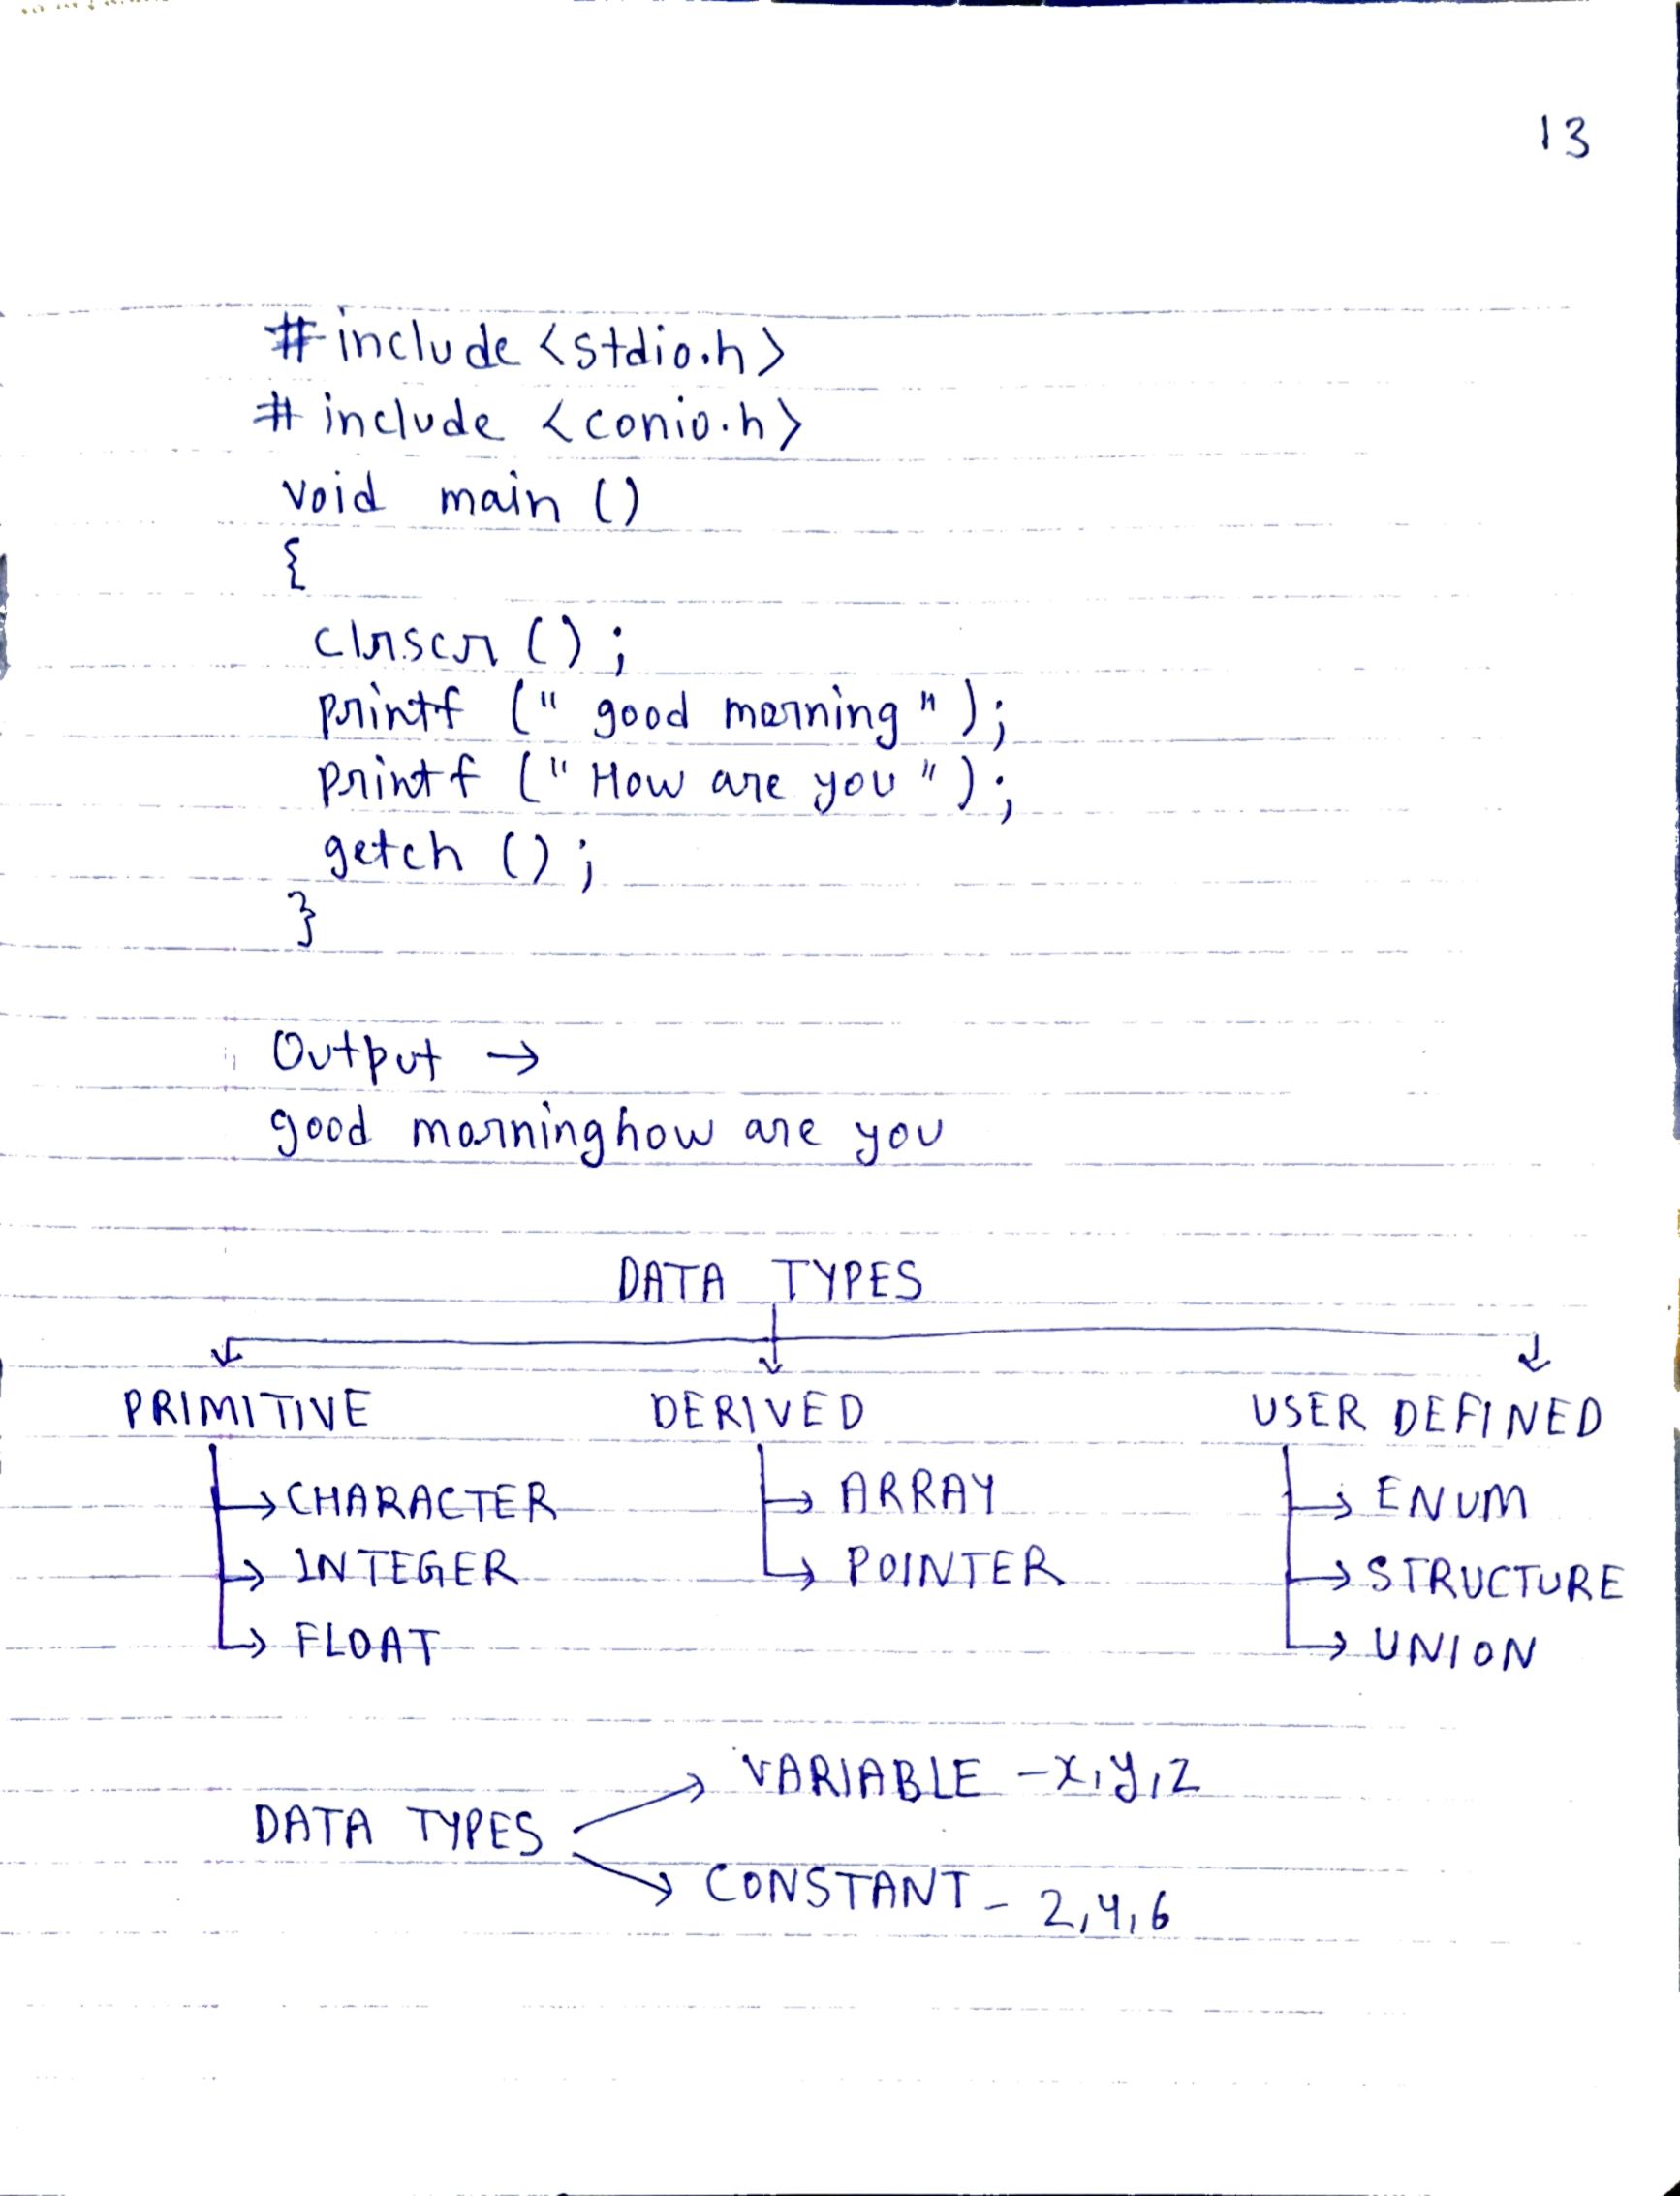 13
#include <stdio.h>
# include <conio.h>
void main ()
{
clrscr () ;
printf (" good morning " ) ;
printf (" How are you " ) ;
getch () ;
}
Output →
good morninghow are you
DATA TYPES
PRIMITIVE DERIVED USER DEFINED
→ CHARACTER → ARRAY → ENUM
→ INTEGER → POINTER → STRUCTURE
→ FLOAT → UNION
→ VARIABLE - x, y, z
DATA TYPES
→ CONSTANT - 2, 4, 6